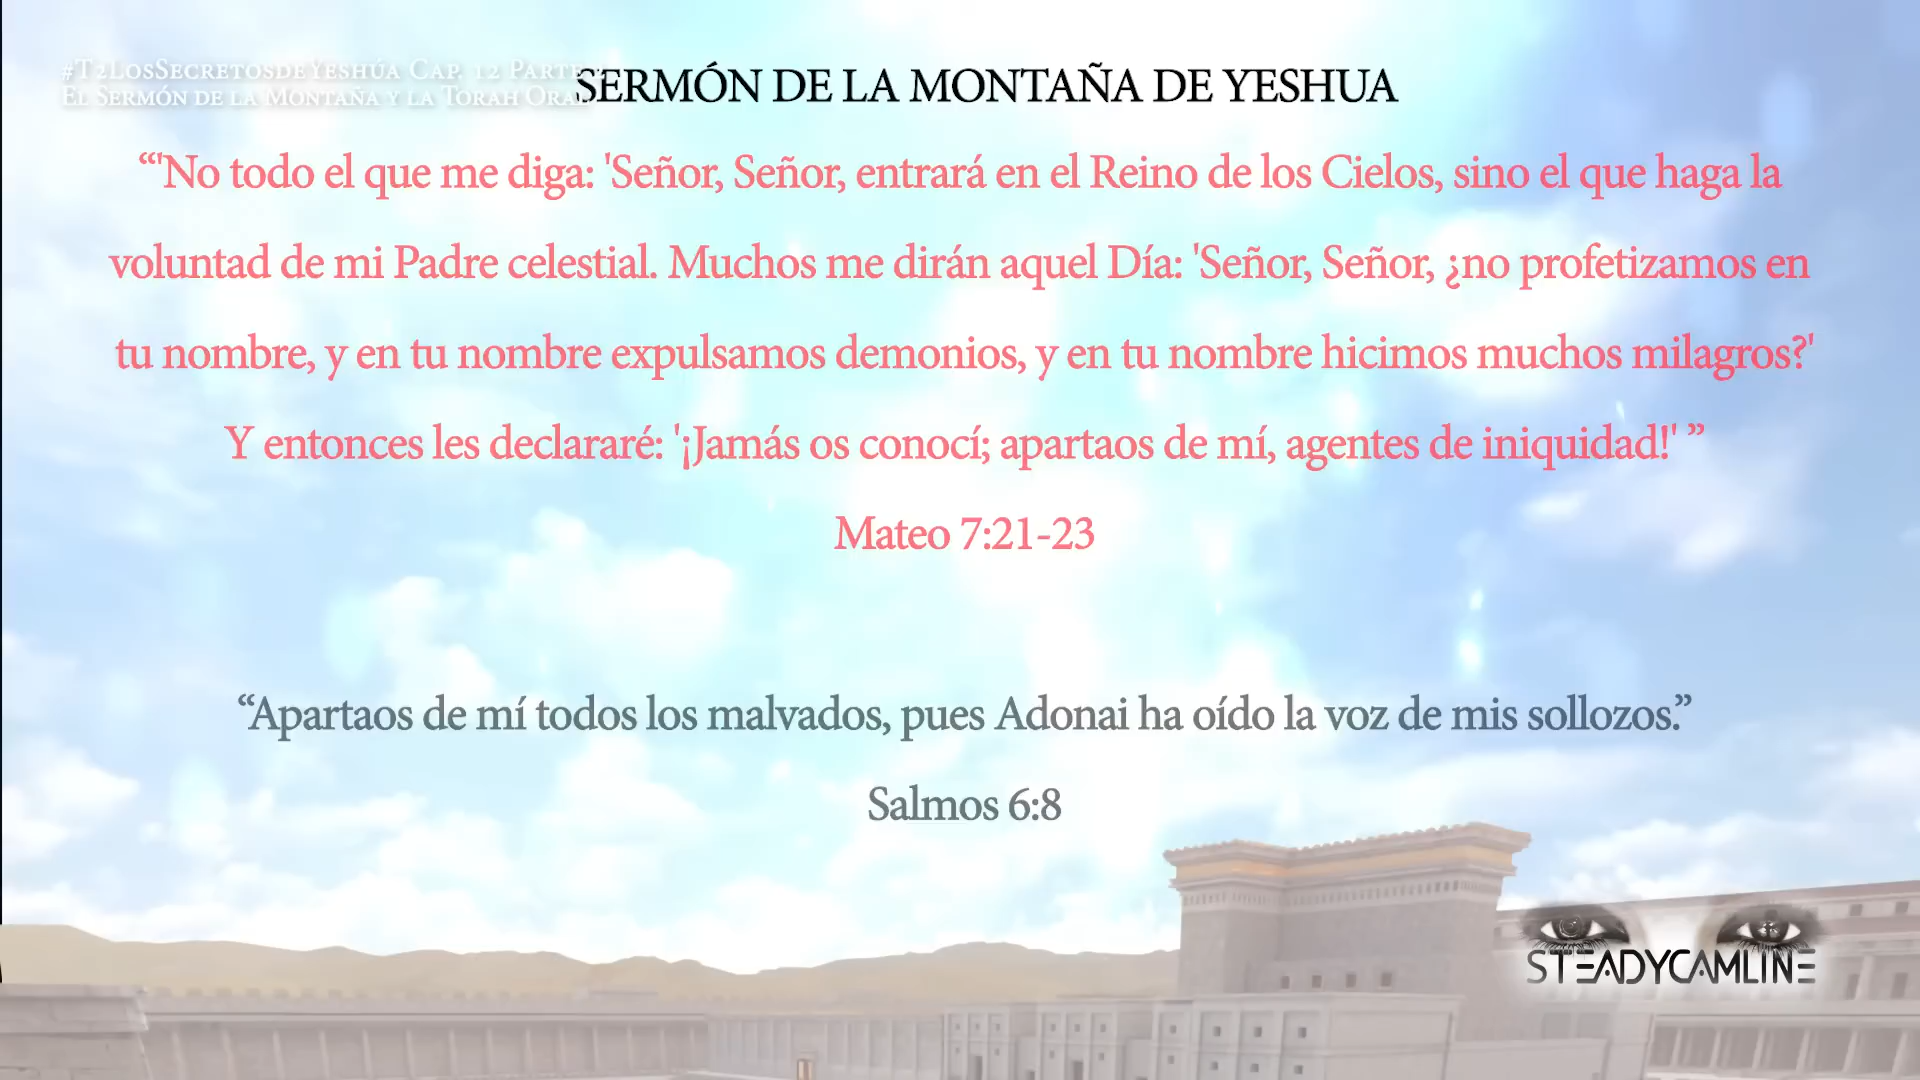 #T2LosSecretosdeYeshúa Cap. 12 Parte
El Sermón de la Montaña y la Torah Oral
SERMÓN DE LA MONTAÑA DE YESHUA
“'No todo el que me diga: 'Señor, Señor, entrará en el Reino de los Cielos, sino el que haga la
voluntad de mi Padre celestial. Muchos me dirán aquel Día: 'Señor, Señor, ¿no profetizamos en
tu nombre, y en tu nombre expulsamos demonios, y en tu nombre hicimos muchos milagros?'
Y entonces les declararé: '¡Jamás os conocí; apartaos de mí, agentes de iniquidad!' ”
Mateo 7:21-23
“Apartaos de mí todos los malvados, pues Adonai ha oído la voz de mis sollozos.”
Salmos 6:8
STEADYCAMLINE